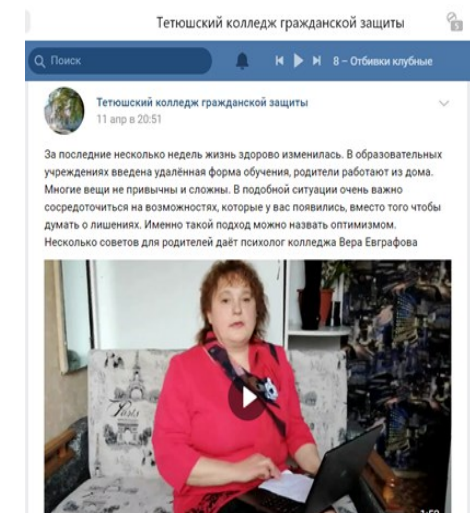 Тетюшский колледж гражданской защиты
Поиск
8 – Отбивки клубные
Тетюшский колледж гражданской защиты
11 апр в 20:51
За последние несколько недель жизнь здорово изменилась. В образовательных
учреждениях введена удалённая форма обучения, родители работают из дома.
Многие вещи не привычны и сложны. В подобной ситуации очень важно
сосредоточиться на возможностях, которые у вас появились, вместо того чтобы
думать о лишениях. Именно такой подход можно назвать оптимизмом.
Несколько советов для родителей даёт психолог колледжа Вера Евграфова
Paris